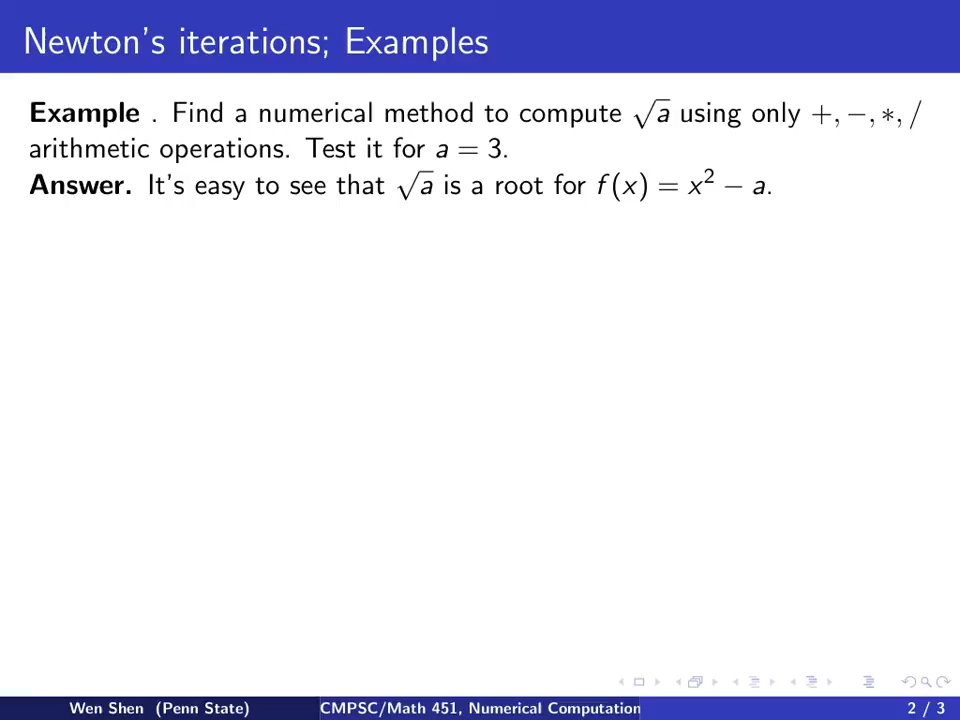 Newton's iterations; Examples
Example . Find a numerical method to compute √a using only +, −, ∗, /
arithmetic operations. Test it for a = 3.
Answer. It's easy to see that √a is a root for f(x) = x² − a.
Wen Shen (Penn State) CMPSC/Math 451, Numerical Computation 2 / 3